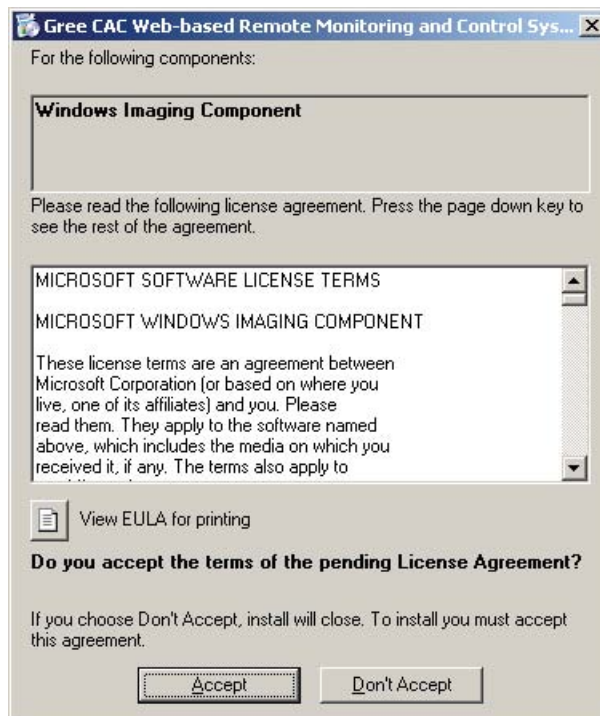 Gree CAC Web-based Remote Monitoring and Control Sys...
For the following components:
Windows Imaging Component
Please read the following license agreement. Press the page down key to
see the rest of the agreement.
MICROSOFT SOFTWARE LICENSE TERMS
MICROSOFT WINDOWS IMAGING COMPONENT
These license terms are an agreement between
Microsoft Corporation (or based on where you
live, one of its affiliates) and you. Please
read them. They apply to the software named
above, which includes the media on which you
received it, if any. The terms also apply to
View EULA for printing
Do you accept the terms of the pending License Agreement?
If you choose Don't Accept, install will close. To install you must accept
this agreement.
Accept
Don't Accept